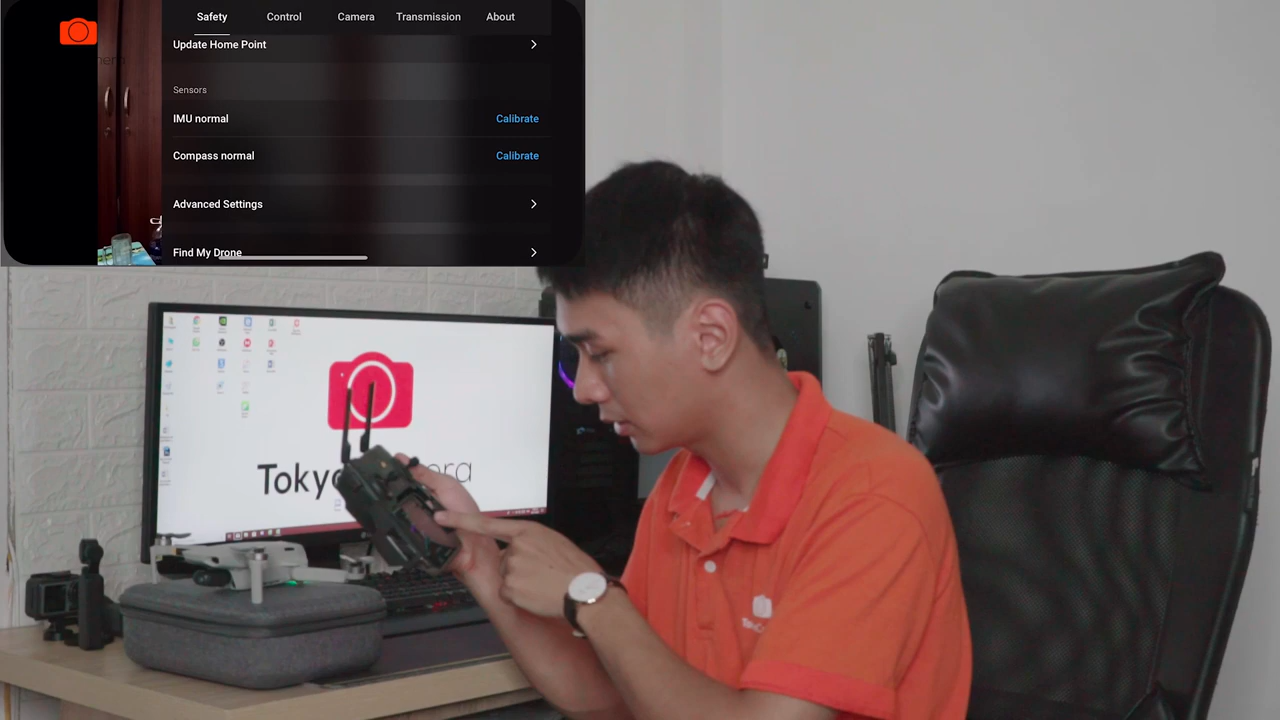 Safety Control Camera Transmission About
Update Home Point
Sensors
IMU normal Calibrate
Compass normal Calibrate
Advanced Settings
Find My Drone